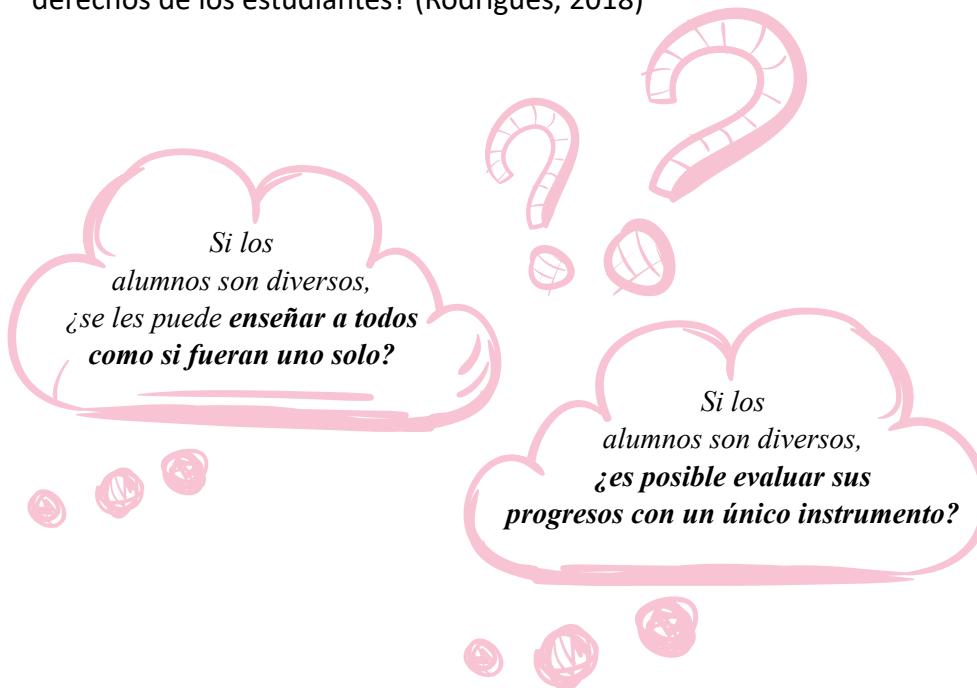 derechos de los estudiantes? (Rodrigues, 2018)
Si los
alumnos son diversos,
¿se les puede enseñar a todos
como si fueran uno solo?
Si los
alumnos son diversos,
¿es posible evaluar sus
progresos con un único instrumento?